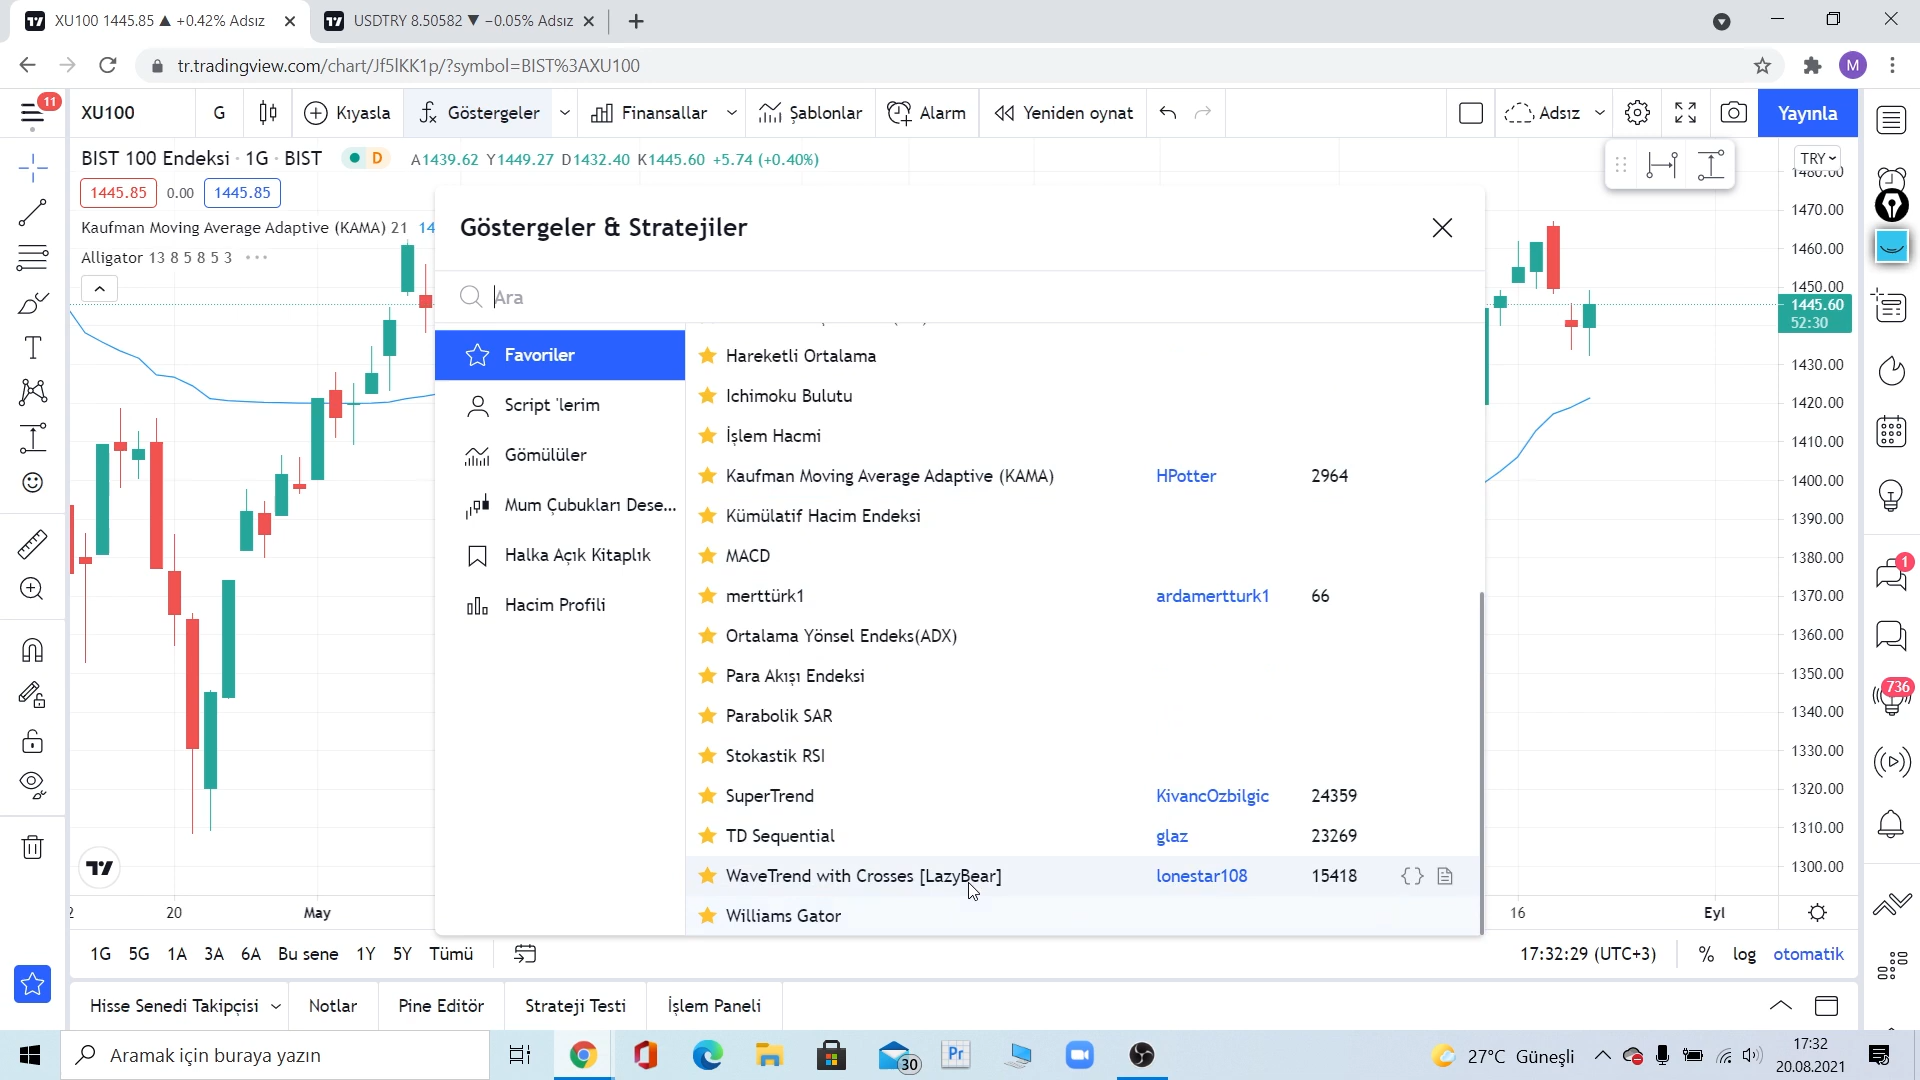 XU100 1445.85 ▲ +0.42% Adsız
USDTRY 8.50582 ▼ −0.05% Adsız
tr.tradingview.com/chart/Jf5lKK1p/?symbol=BIST%3AXU100
M
11
XU100
G
Kıyasla
Göstergeler
Finansallar
Şablonlar
Alarm
Yeniden oynat
Adsız
Yayınla
BIST 100 Endeksi · 1G · BIST
D
A1439.62 Y1449.27 D1432.40 K1445.60 +5.74 (+0.40%)
TRY
1445.85 0.00 1445.85
Kaufman Moving Average Adaptive (KAMA) 21 14
Alligator 13 8 5 8 5 3
Göstergeler & Stratejiler
Ara
Favoriler
Script 'lerim
Gömülüler
Mum Çubukları Dese...
Halka Açık Kitaplık
Hacim Profili
Hareketli Ortalama
Ichimoku Bulutu
İşlem Hacmi
Kaufman Moving Average Adaptive (KAMA) HPotter 2964
Kümülatif Hacim Endeksi
MACD
merttürk1 ardamertturk1 66
Ortalama Yönsel Endeks(ADX)
Para Akışı Endeksi
Parabolik SAR
Stokastik RSI
SuperTrend KivancOzbilgic 24359
TD Sequential glaz 23269
WaveTrend with Crosses [LazyBear] lonestar108 15418
Williams Gator
1480.00
1470.00
1460.00
1450.00
1445.60
52:30
1430.00
1420.00
1410.00
1400.00
1390.00
1380.00
1370.00
1360.00
1350.00
1340.00
1330.00
1320.00
1310.00
1300.00
1
736
2
20
May
16
Eyl
1G 5G 1A 3A 6A Bu sene 1Y 5Y Tümü
17:32:29 (UTC+3)
%
log
otomatik
Hisse Senedi Takipçisi
Notlar
Pine Editör
Strateji Testi
İşlem Paneli
Aramak için buraya yazın
30
Pr
27°C Güneşli
17:32
20.08.2021